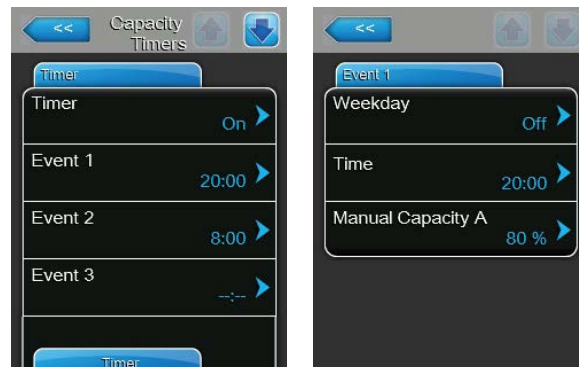 <<
Capacity
Timers
Timer
Timer
On
Event 1
20:00
Event 2
8:00
Event 3
--:--
Timer
<<
Event 1
Weekday
Off
Time
20:00
Manual Capacity A
80 %